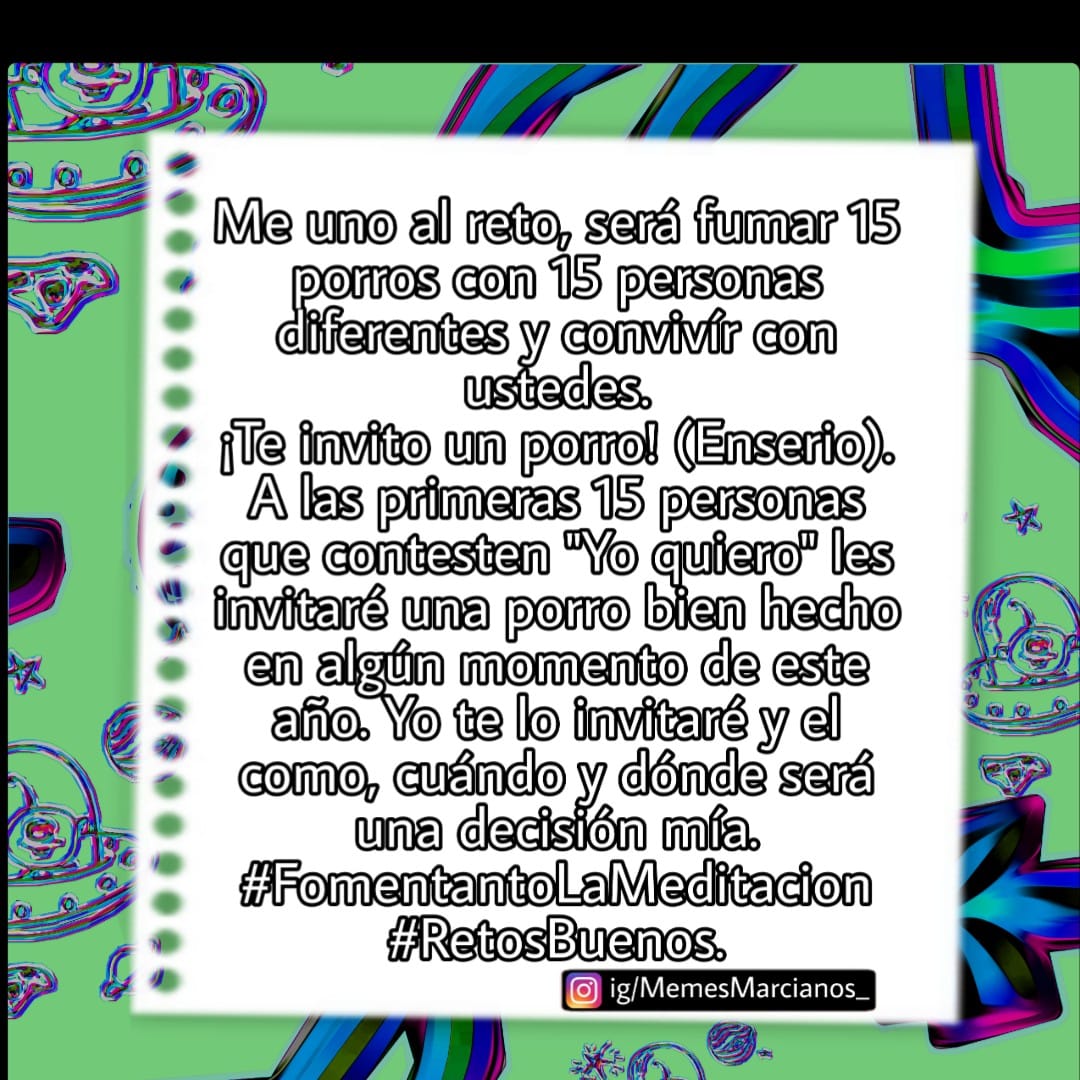 Me uno al reto, será fumar 15
porros con 15 personas
diferentes y convivír con
ustedes.
¡Te invito un porro! (Enserio).
A las primeras 15 personas
que contesten "Yo quiero" les
invitaré una porro bien hecho
en algún momento de este
año. Yo te lo invitaré y el
como, cuándo y dónde será
una decisión mía.
#FomentantoLaMeditacion
#RetosBuenos.
ig/MemesMarcianos_